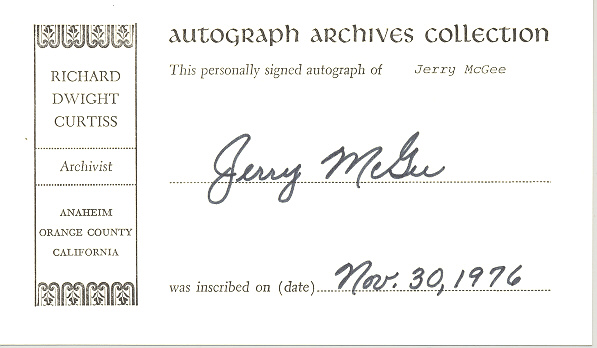 autograph archives collection
This personally signed autograph of Jerry McGee
RICHARD
DWIGHT
CURTISS
Archivist
ANAHEIM
ORANGE COUNTY
CALIFORNIA
Jerry McGee
was inscribed on (date) Nov. 30, 1976